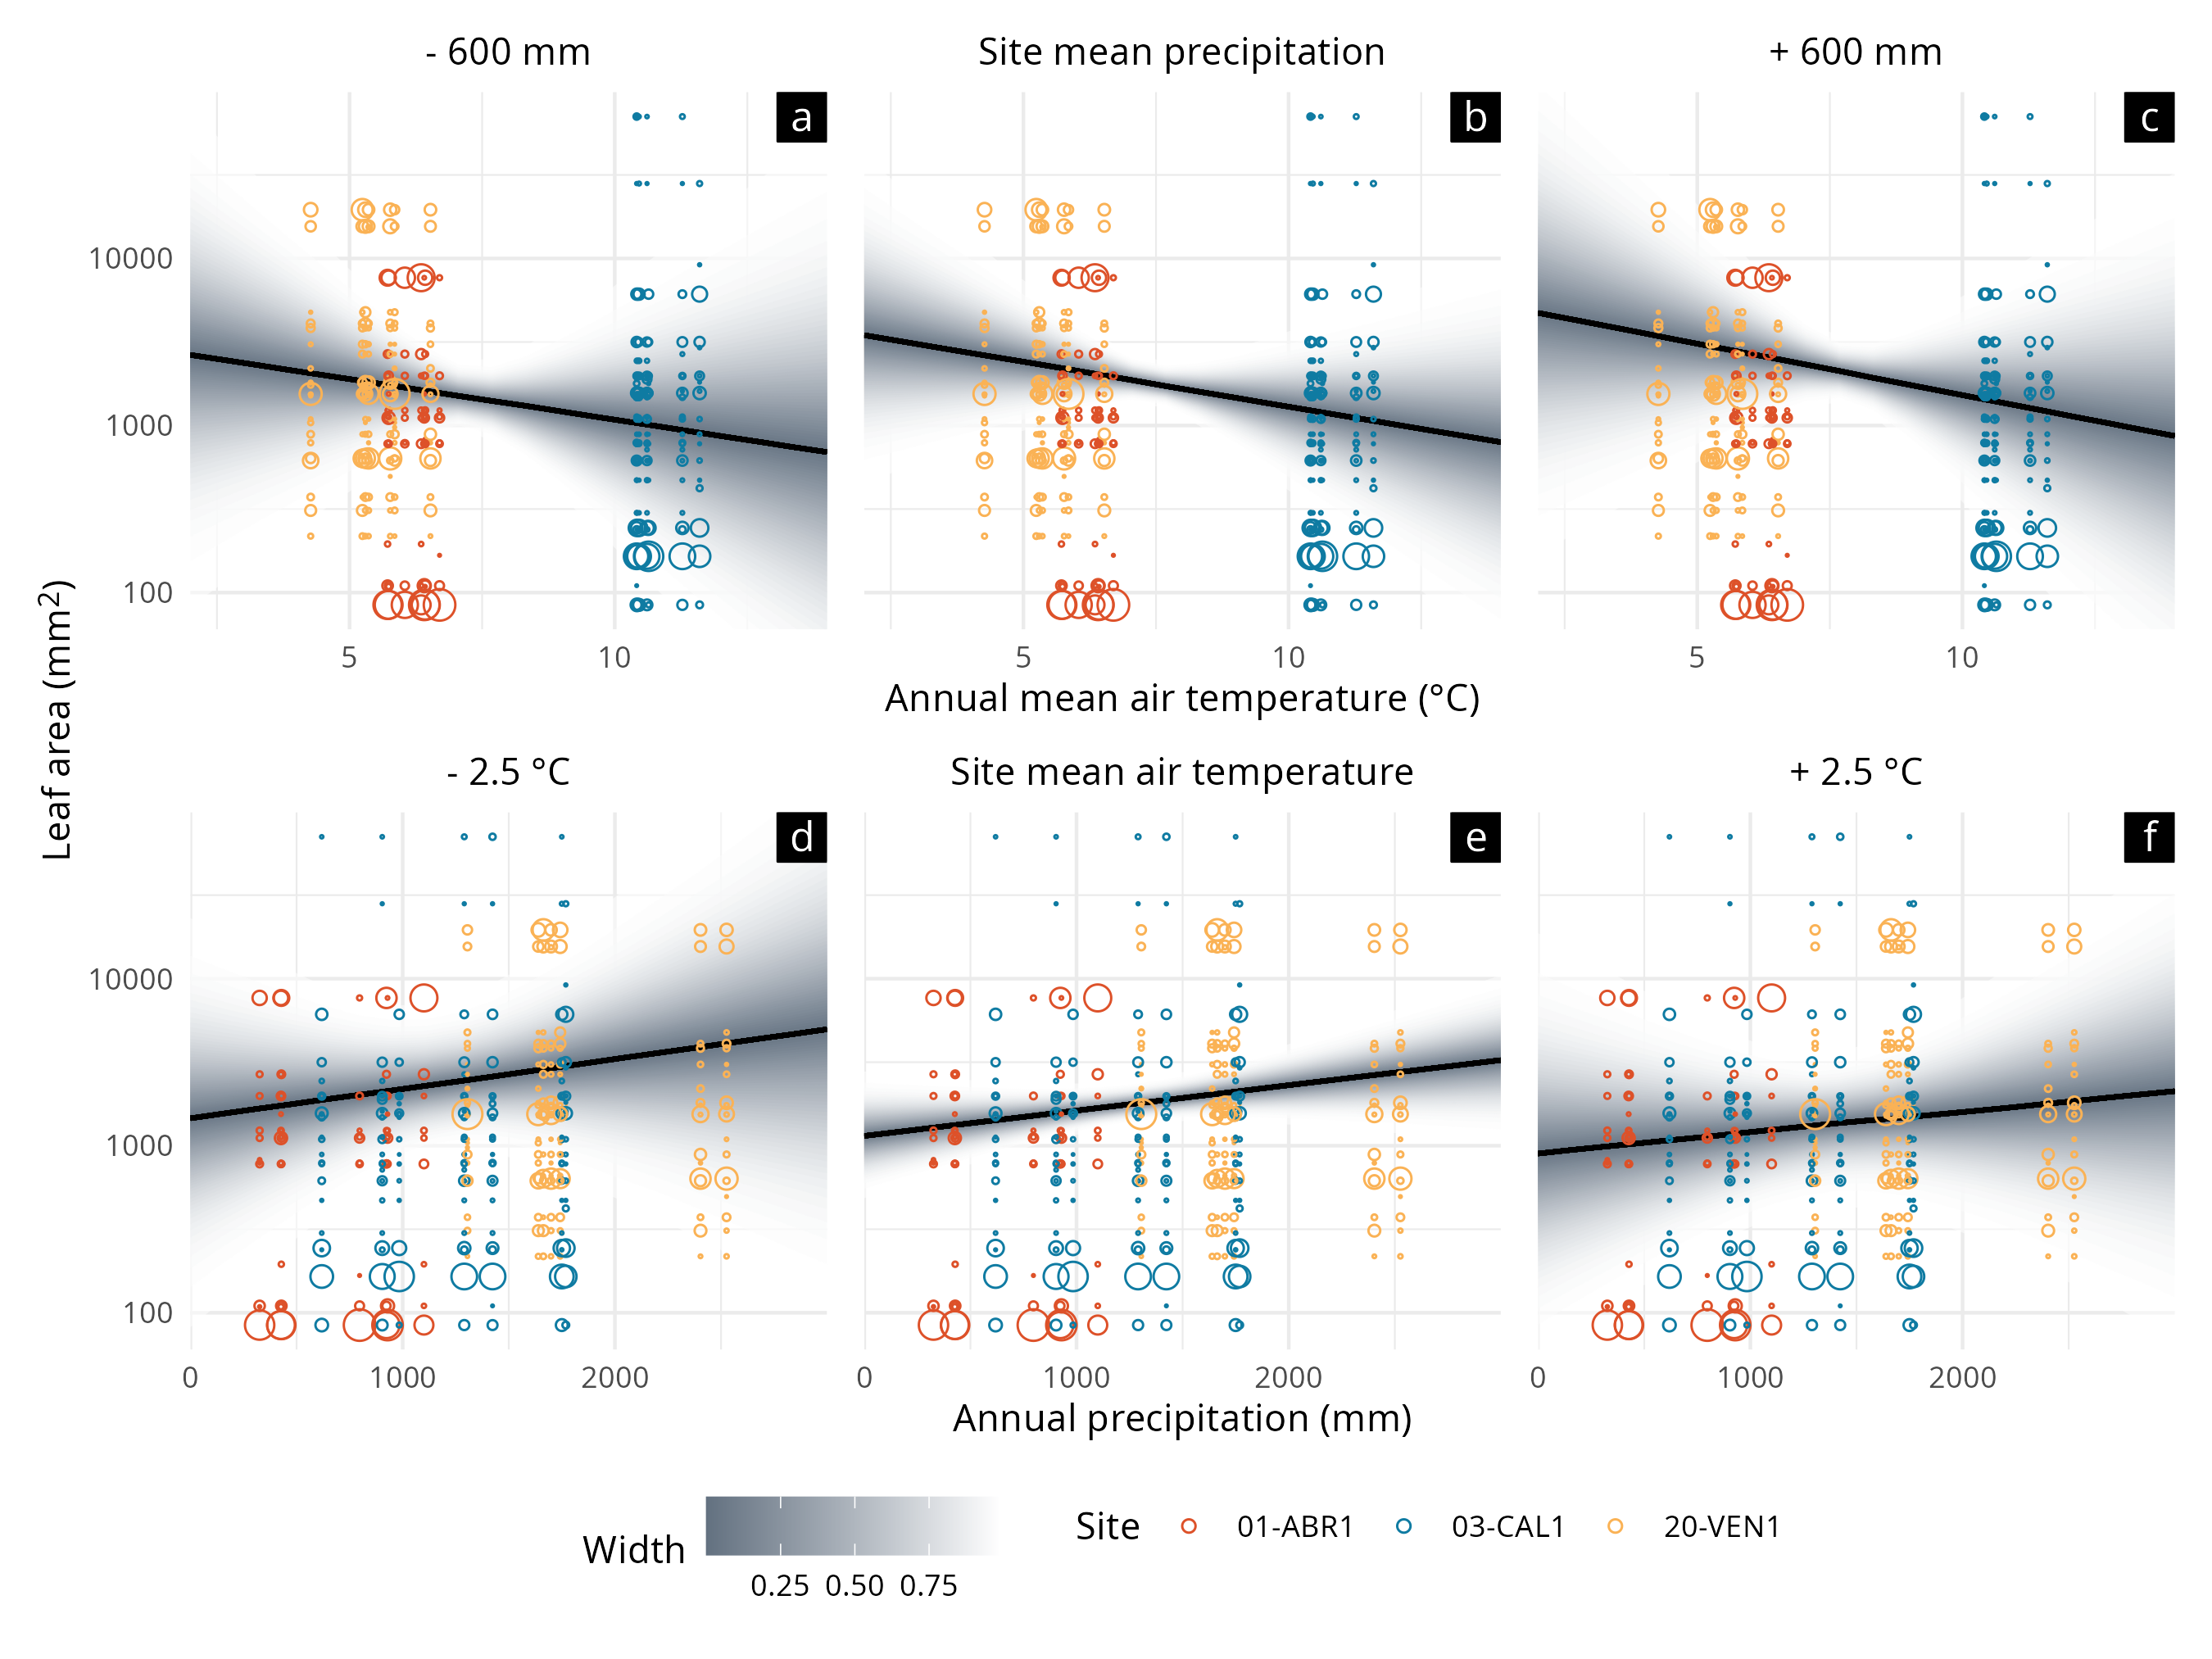 - 600 mm
Site mean precipitation
+ 600 mm
a
b
c
10000
1000
100
5
10
5
10
5
10
Annual mean air temperature (°C)
Leaf area (mm²)
- 2.5 °C
Site mean air temperature
+ 2.5 °C
d
e
f
10000
1000
100
0
1000
2000
0
1000
2000
0
1000
2000
Annual precipitation (mm)
Width
0.25 0.50 0.75
Site 01-ABR1 03-CAL1 20-VEN1